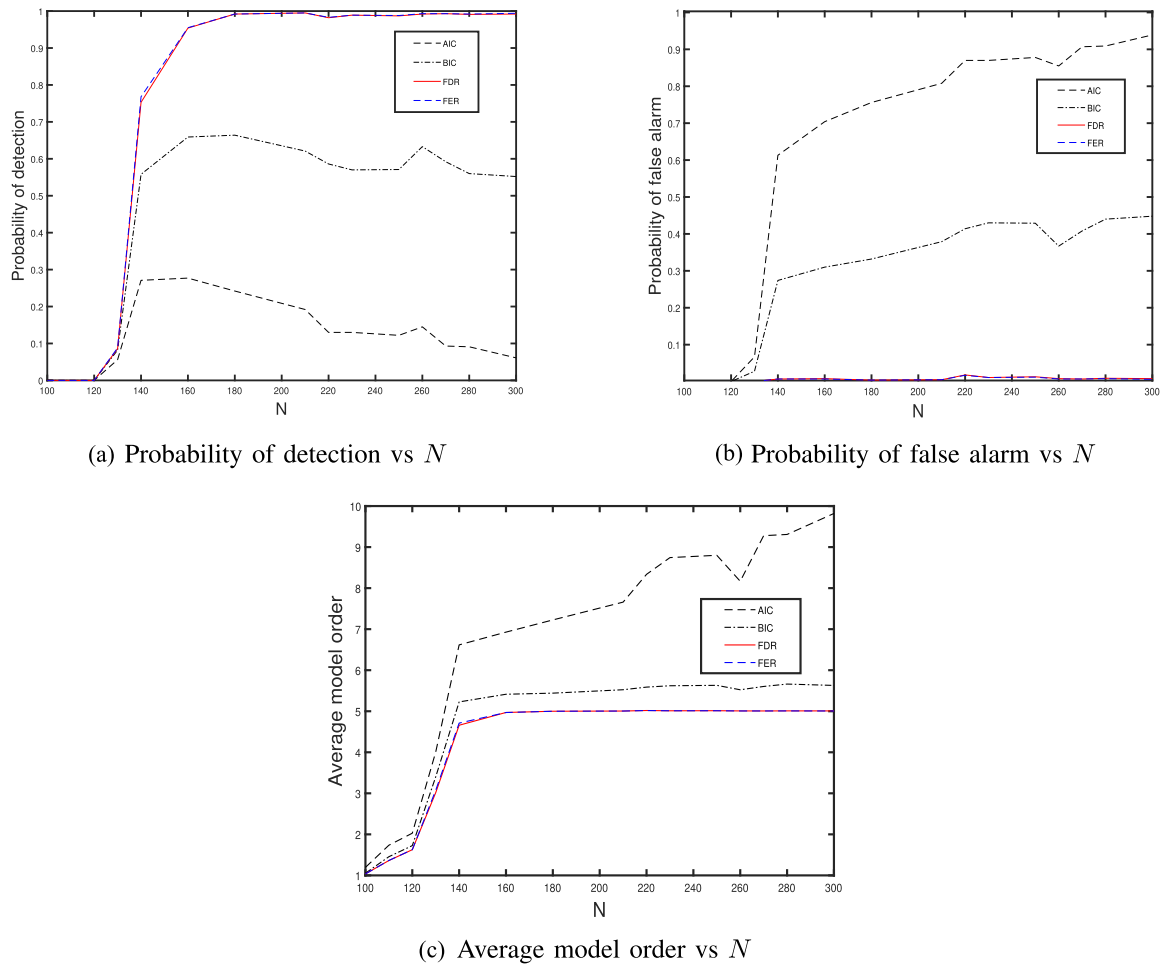 Probability of detection
1
0.9
0.8
0.7
0.6
0.5
0.4
0.3
0.2
0.1
0
100 120 140 160 180 200 220 240 260 280 300
N
AIC
BIC
FDR
FER
(a) Probability of detection vs N
Probability of false alarm
1
0.9
0.8
0.7
0.6
0.5
0.4
0.3
0.2
0.1
100 120 140 160 180 200 220 240 260 280 300
N
AIC
BIC
FDR
FER
(b) Probability of false alarm vs N
Average model order
10
9
8
7
6
5
4
3
2
1
100 120 140 160 180 200 220 240 260 280 300
N
AIC
BIC
FDR
FER
(c) Average model order vs N